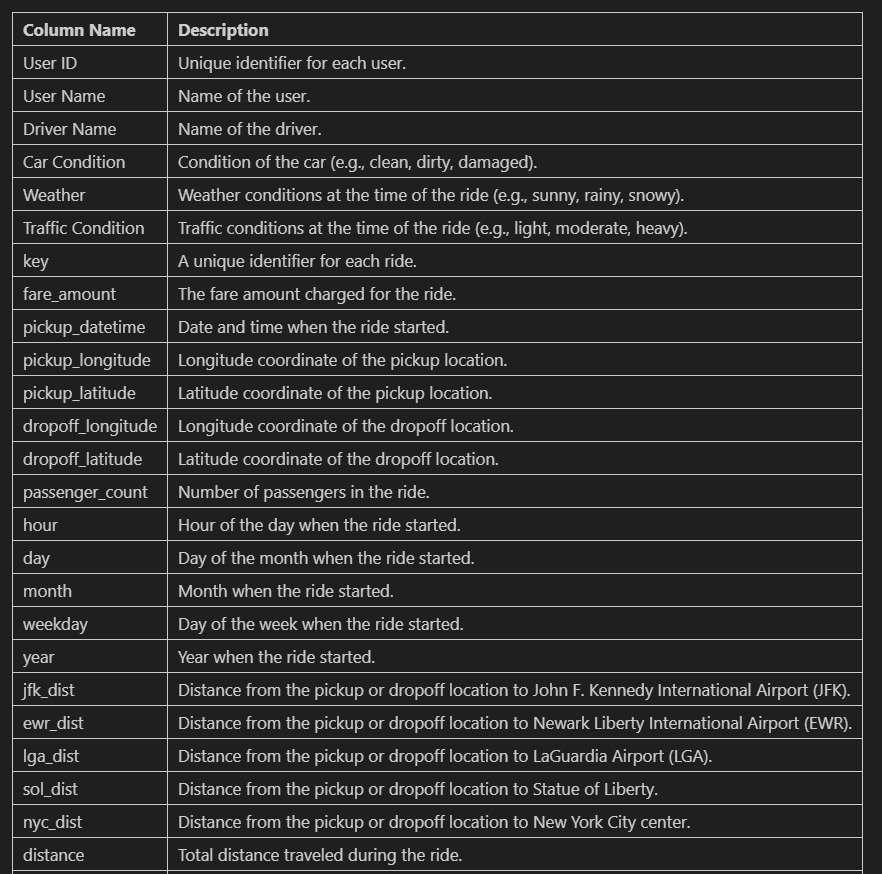 Column Name Description
User ID Unique identifier for each user.
User Name Name of the user.
Driver Name Name of the driver.
Car Condition Condition of the car (e.g., clean, dirty, damaged).
Weather Weather conditions at the time of the ride (e.g., sunny, rainy, snowy).
Traffic Condition Traffic conditions at the time of the ride (e.g., light, moderate, heavy).
key A unique identifier for each ride.
fare_amount The fare amount charged for the ride.
pickup_datetime Date and time when the ride started.
pickup_longitude Longitude coordinate of the pickup location.
pickup_latitude Latitude coordinate of the pickup location.
dropoff_longitude Longitude coordinate of the dropoff location.
dropoff_latitude Latitude coordinate of the dropoff location.
passenger_count Number of passengers in the ride.
hour Hour of the day when the ride started.
day Day of the month when the ride started.
month Month when the ride started.
weekday Day of the week when the ride started.
year Year when the ride started.
jfk_dist Distance from the pickup or dropoff location to John F. Kennedy International Airport (JFK).
ewr_dist Distance from the pickup or dropoff location to Newark Liberty International Airport (EWR).
lga_dist Distance from the pickup or dropoff location to LaGuardia Airport (LGA).
sol_dist Distance from the pickup or dropoff location to Statue of Liberty.
nyc_dist Distance from the pickup or dropoff location to New York City center.
distance Total distance traveled during the ride.